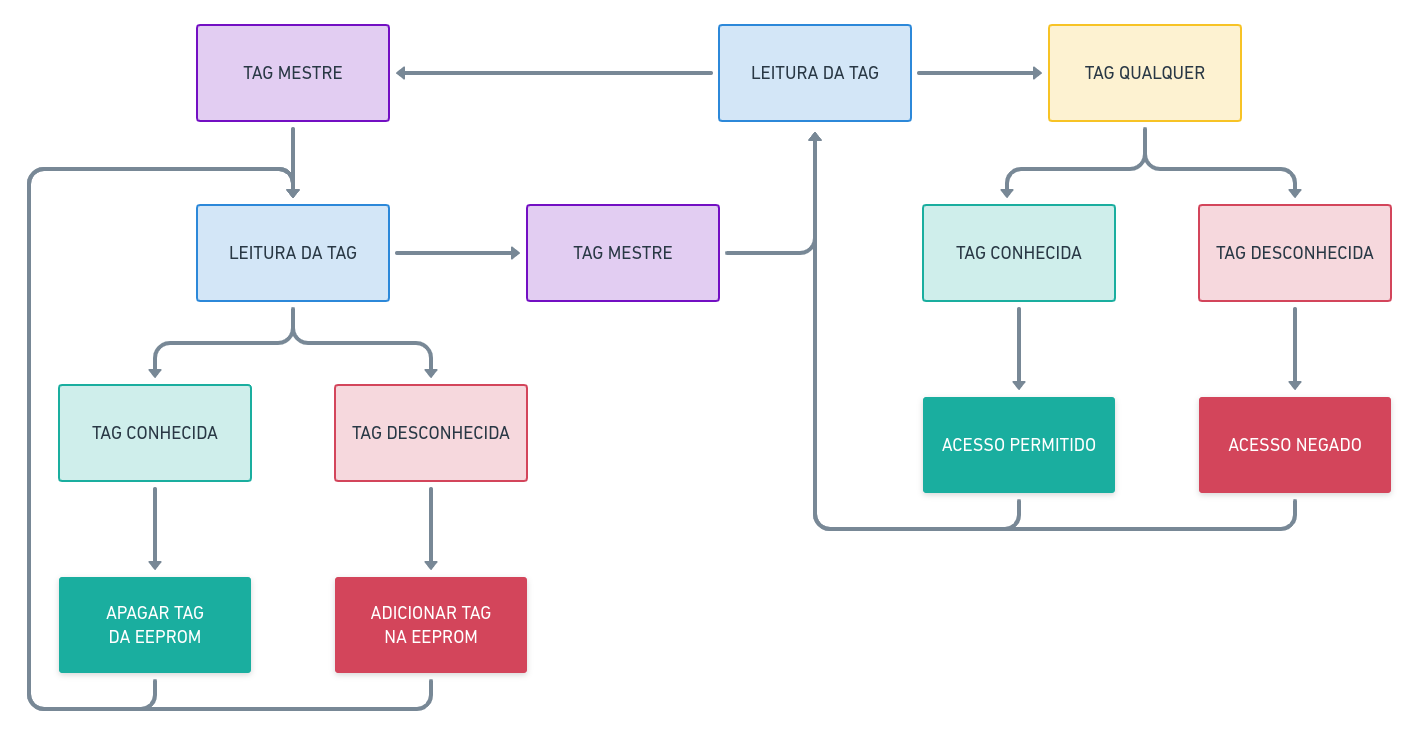 TAG MESTRE
LEITURA DA TAG
TAG QUALQUER
LEITURA DA TAG
TAG MESTRE
TAG CONHECIDA
TAG DESCONHECIDA
TAG CONHECIDA
TAG DESCONHECIDA
ACESSO PERMITIDO
ACESSO NEGADO
APAGAR TAG
DA EEPROM
ADICIONAR TAG
NA EEPROM